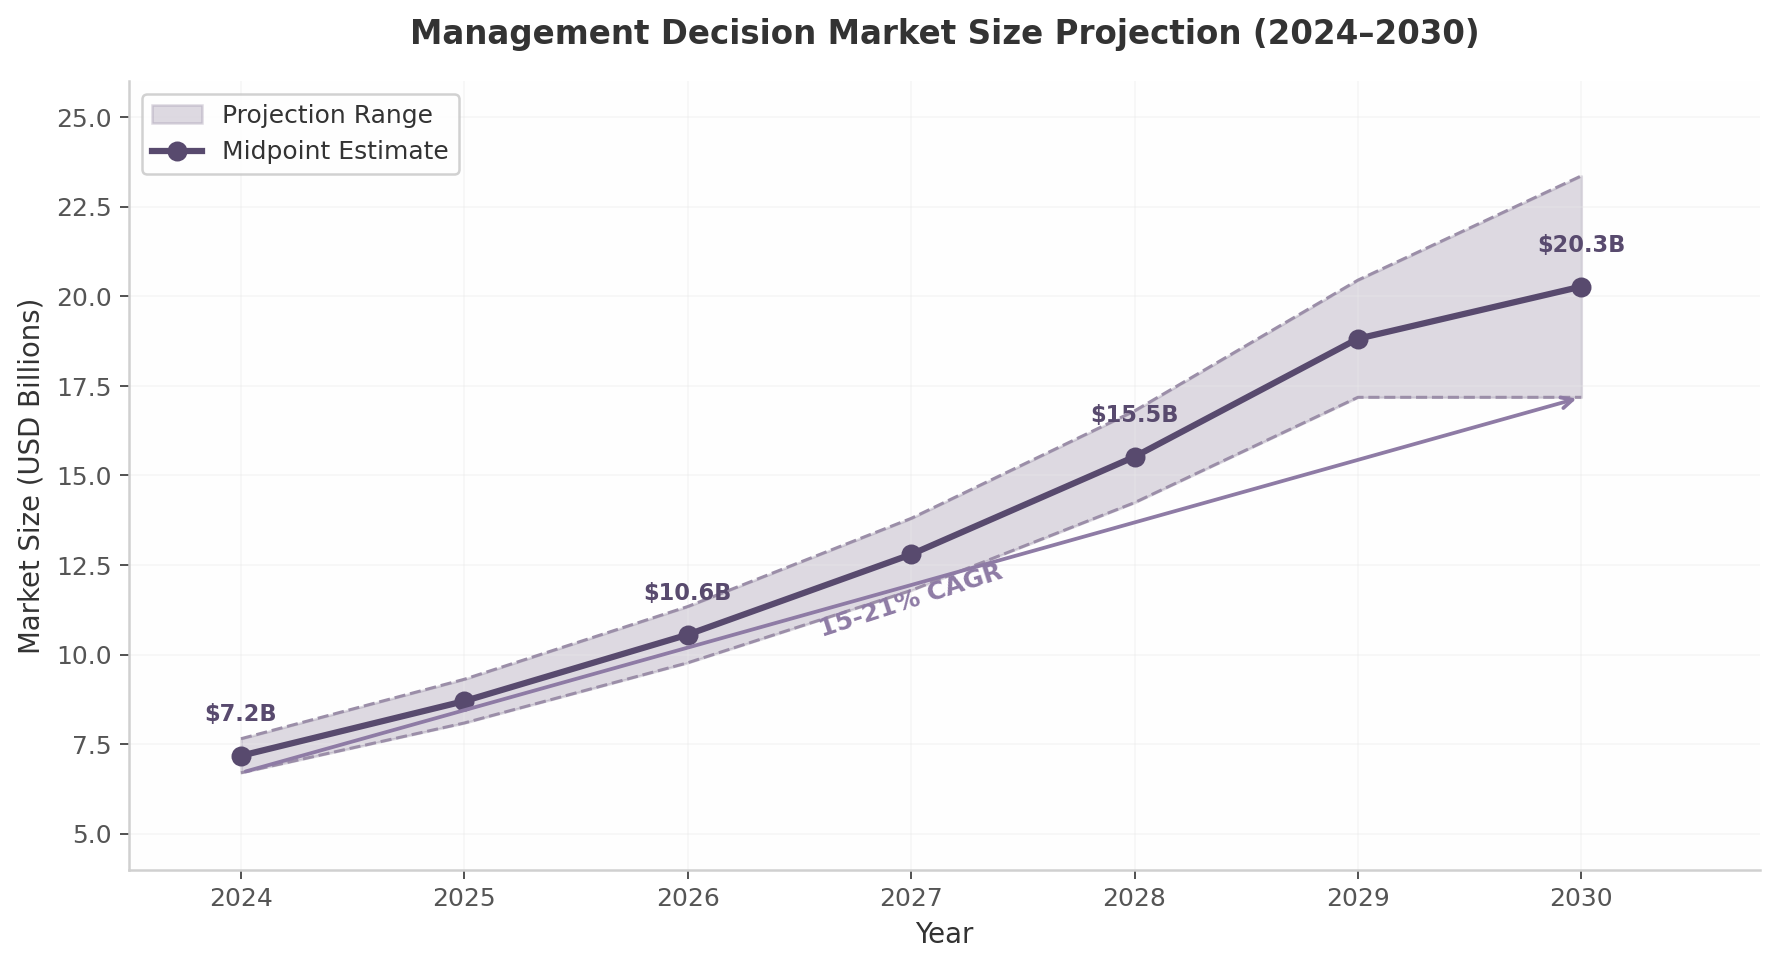 Management Decision Market Size Projection (2024–2030)
Projection Range
Midpoint Estimate
Market Size (USD Billions)
25.0
22.5
20.0
17.5
15.0
12.5
10.0
7.5
5.0
$7.2B
$10.6B
$15.5B
$20.3B
15-21% CAGR
2024
2025
2026
2027
2028
2029
2030
Year